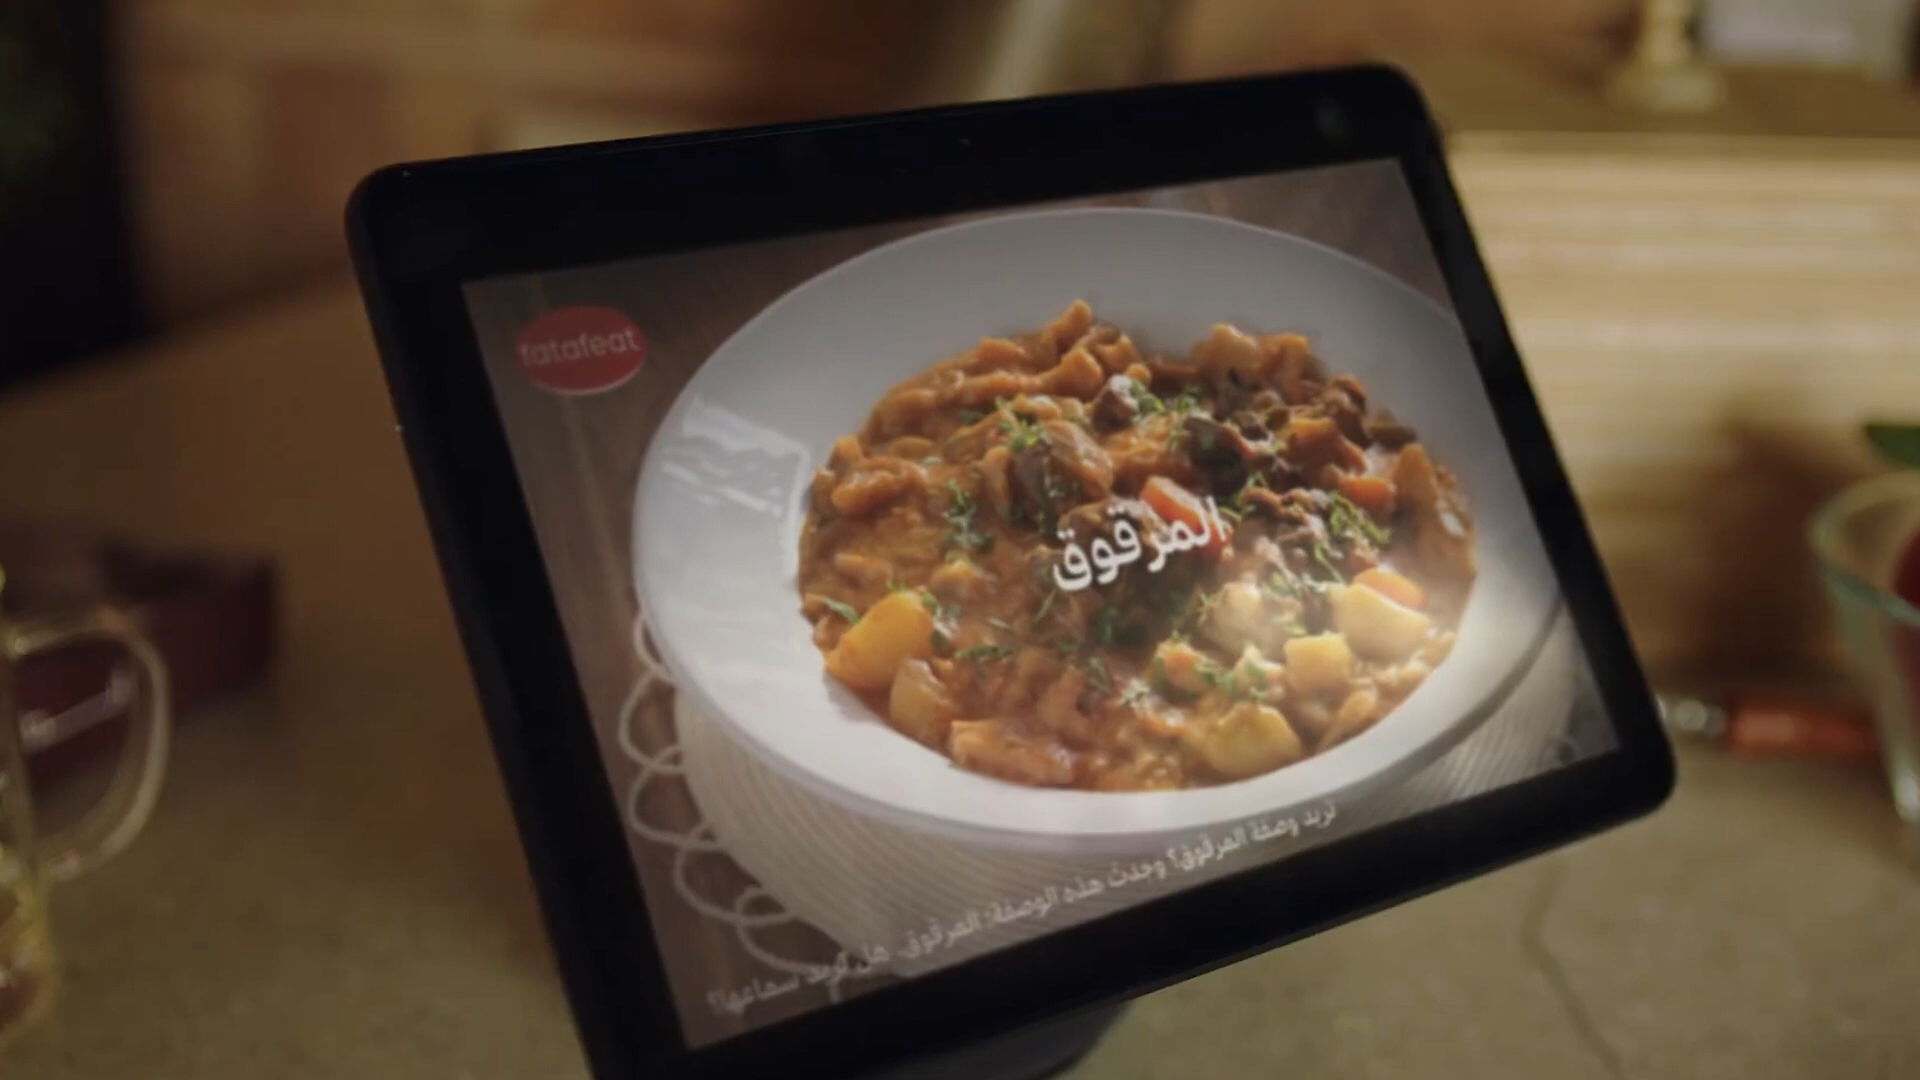 fatafeat
المرقوق
تريد وصفة المرقوق؟ وجدتُ هذه الوصفة: المرقوق. هل تريد سماعها؟